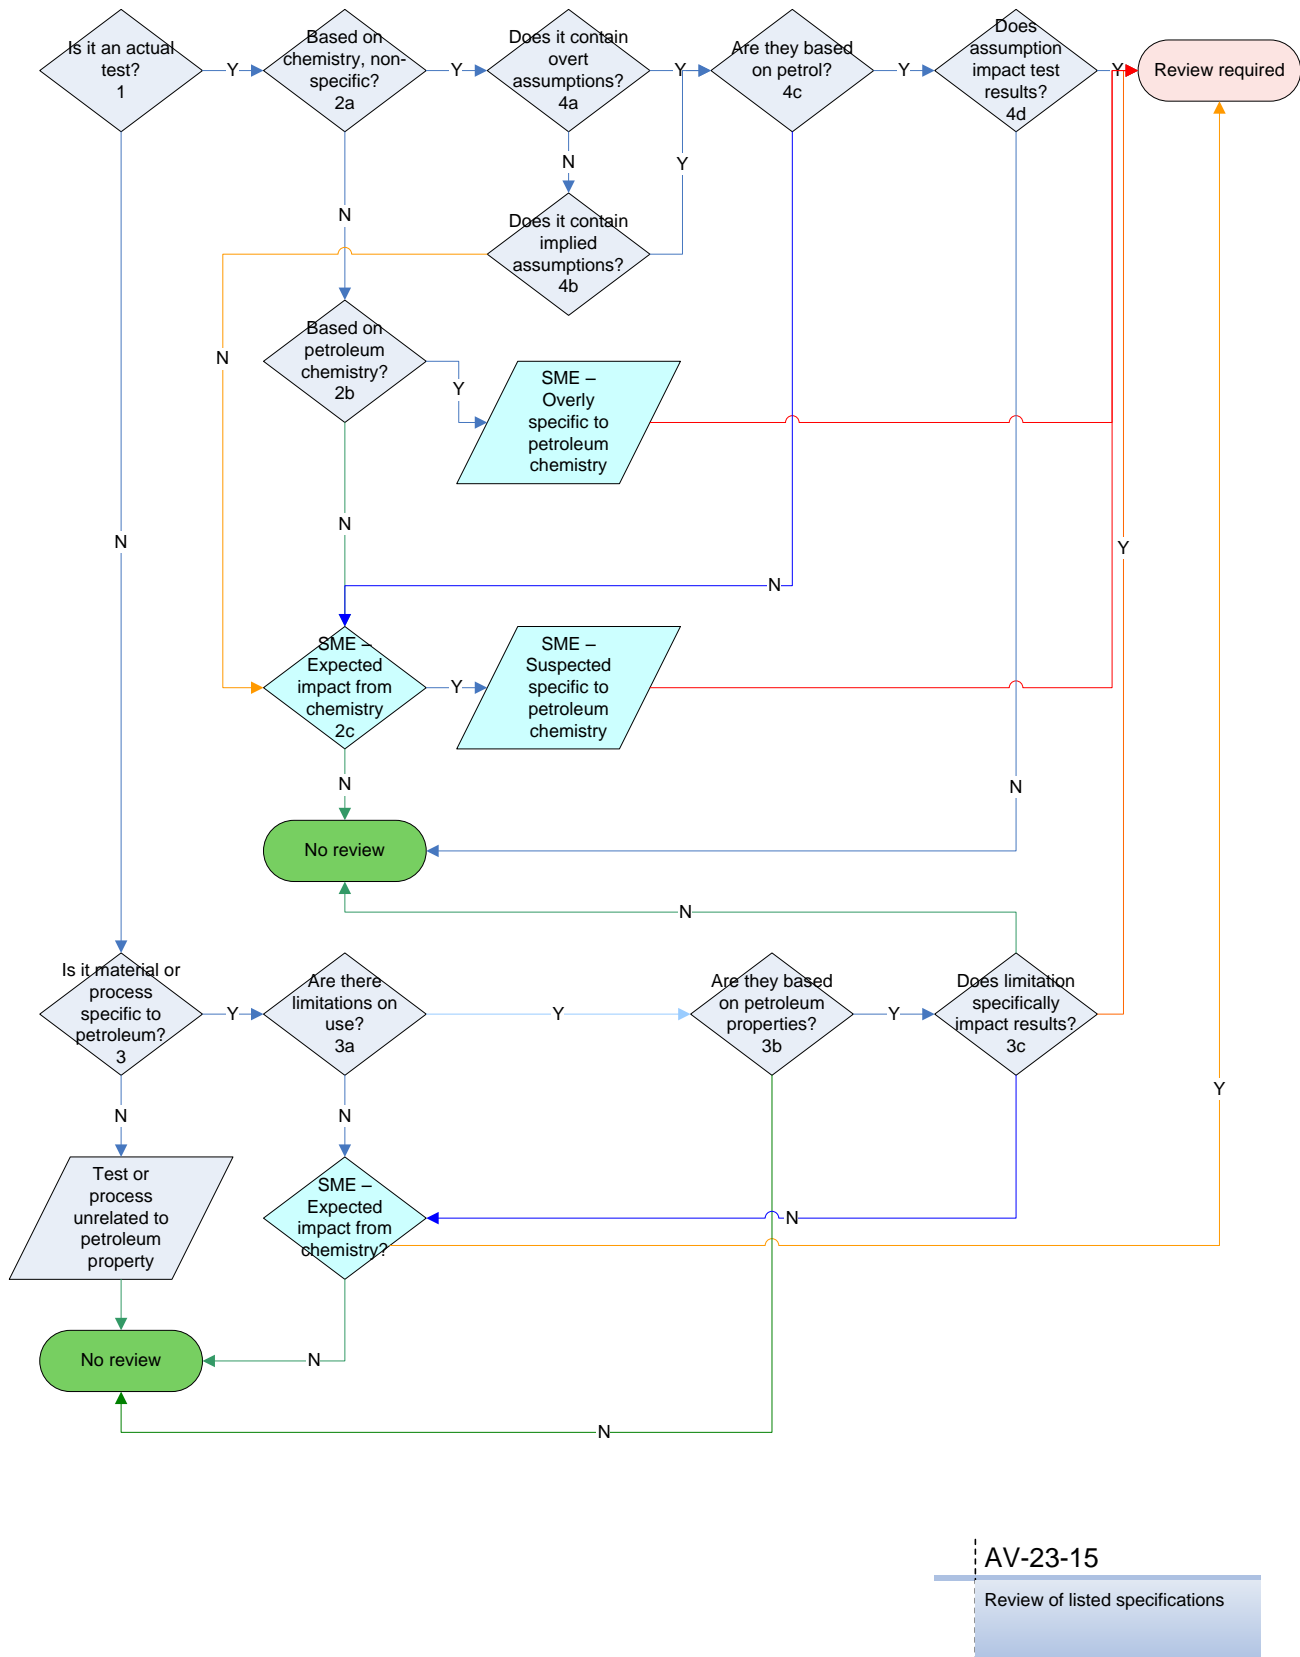 Is it an actual
test?
1
Y
Based on
chemistry, non-
specific?
2a
Y
Does it contain
overt
assumptions?
4a
Y
Are they based
on petrol?
4c
Y
Does
assumption
impact test
results?
4d
Y
Review required
N
Y
N
Does it contain
implied
assumptions?
4b
N
Based on
petroleum
chemistry?
2b
Y
SME –
Overly
specific to
petroleum
chemistry
N
N
Y
N
SME –
Expected
impact from
chemistry
2c
Y
SME –
Suspected
specific to
petroleum
chemistry
N
N
No review
N
Is it material or
process
specific to
petroleum?
3
Y
Are there
limitations on
use?
3a
Y
Are they based
on petroleum
properties?
3b
Y
Does limitation
specifically
impact results?
3c
Y
N
N
Test or
process
unrelated to
petroleum
property
SME –
Expected
impact from
chemistry?
N
No review
N
N
AV-23-15
Review of listed specifications